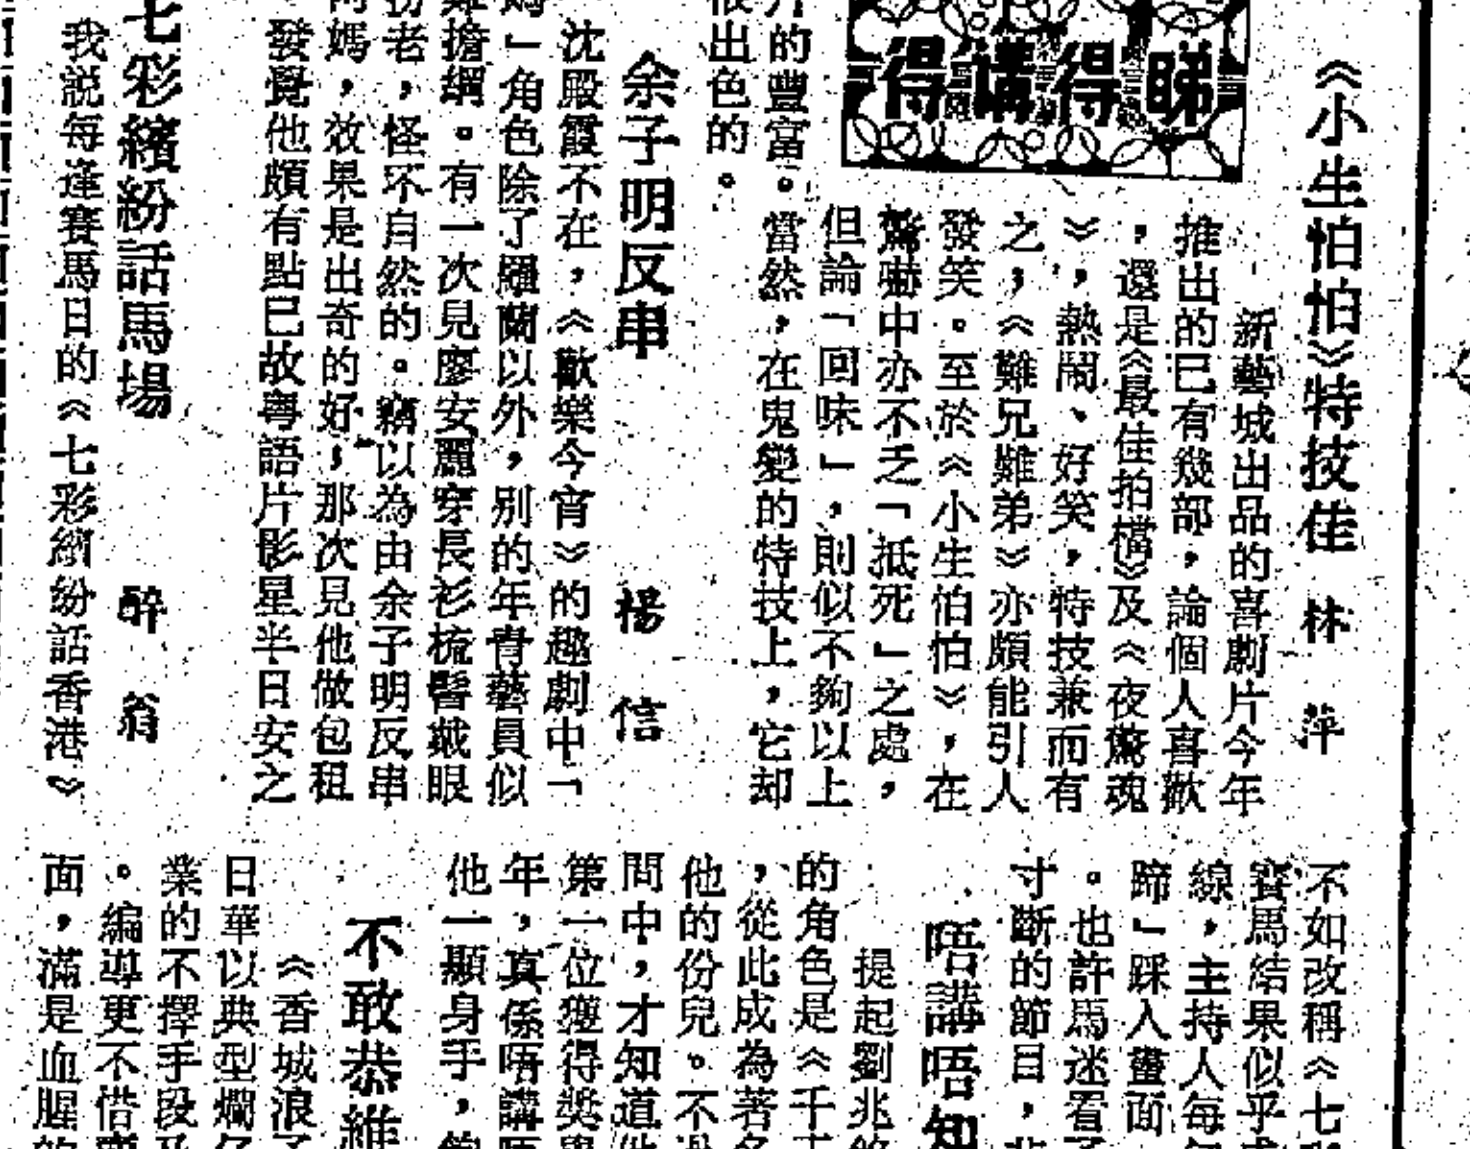 睇得講得
《小生怕怕》特技佳
林萍
新藝城出品的喜劇片今年
推出的已有幾部，論個人喜歡
，還是《最佳拍檔》及《夜驚魂
》，熱鬧、好笑，特技兼而有
之，《難兄難弟》亦頗能引人
發笑。至於《小生怕怕》，在
驚嚇中亦不乏「抵死」之處，
但論「回味」，則似不夠以上
片的豐富。當然，在鬼變的特技上，它却
很出色的。
余子明反串
楊信
沈殿霞不在，《歡樂今宵》的趣劇中「
媽」角色除了羅蘭以外，别的年青藝員似
難擔綱。有一次見廖安麗穿長衫梳髻戴眼
扮老，怪不自然的。竊以為由余子明反串
媽，效果是出奇的好，那次見他做包租
發覺他頗有點已故粵語片影星半日安之
七彩繽紛話馬場
醉翁
我説每逢賽馬日的《七彩繽紛話香港》
不如改稱《七彩
賽馬結果似乎
線，主持人每
蹄」踩入畫面
。也許馬迷看
寸斷的節目，
唔講唔知
提起劉兆
的角色是《千王
，從此成為著名
他的份兒。不過
問中，才知道
第一位獲得獎
年，真係唔講唔
他一顯身手，
不敢恭維
《香城浪子
日華以典型爛
業的不擇手段
。編導更不惜
面，滿是血腥的